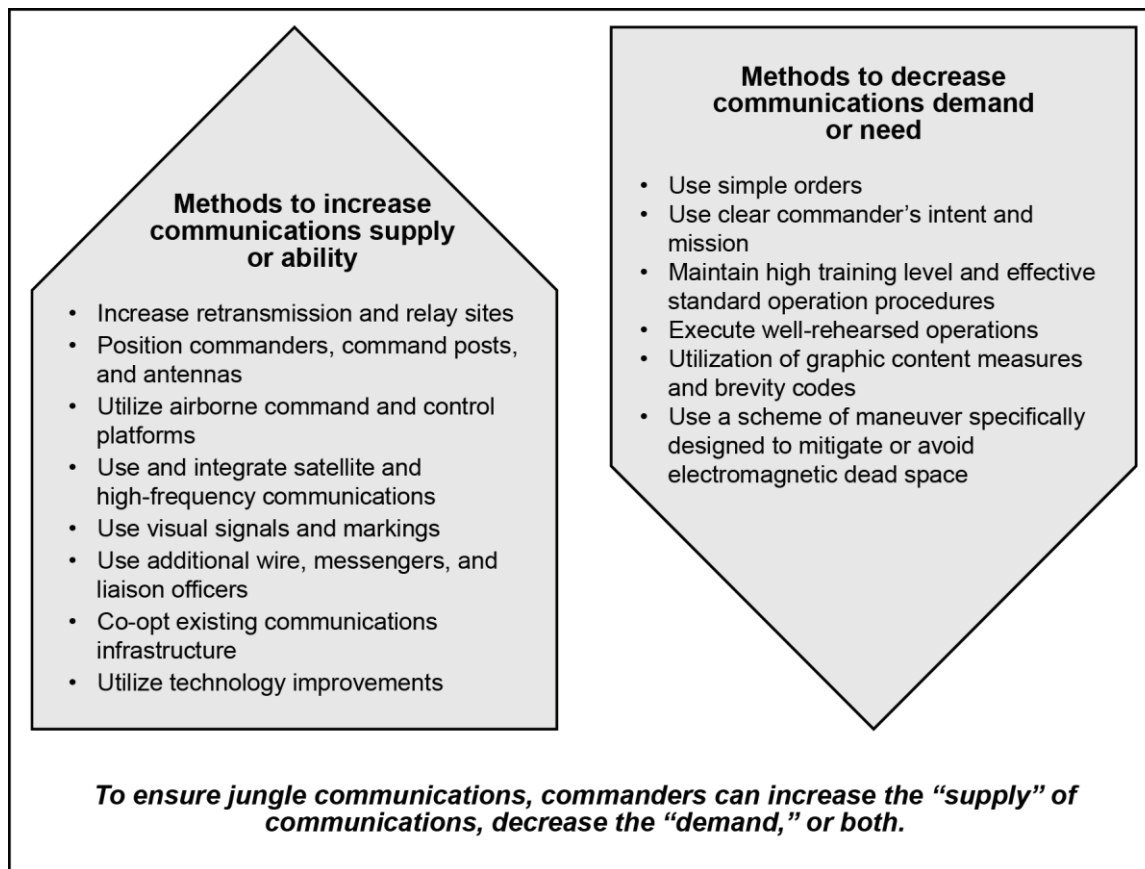 Methods to increase
communications supply
or ability
• Increase retransmission and relay sites
• Position commanders, command posts,
and antennas
• Utilize airborne command and control
platforms
• Use and integrate satellite and
high-frequency communications
• Use visual signals and markings
• Use additional wire, messengers, and
liaison officers
• Co-opt existing communications
infrastructure
• Utilize technology improvements
Methods to decrease
communications demand
or need
• Use simple orders
• Use clear commander’s intent and
mission
• Maintain high training level and effective
standard operation procedures
• Execute well-rehearsed operations
• Utilization of graphic content measures
and brevity codes
• Use a scheme of maneuver specifically
designed to mitigate or avoid
electromagnetic dead space
To ensure jungle communications, commanders can increase the “supply” of
communications, decrease the “demand,” or both.